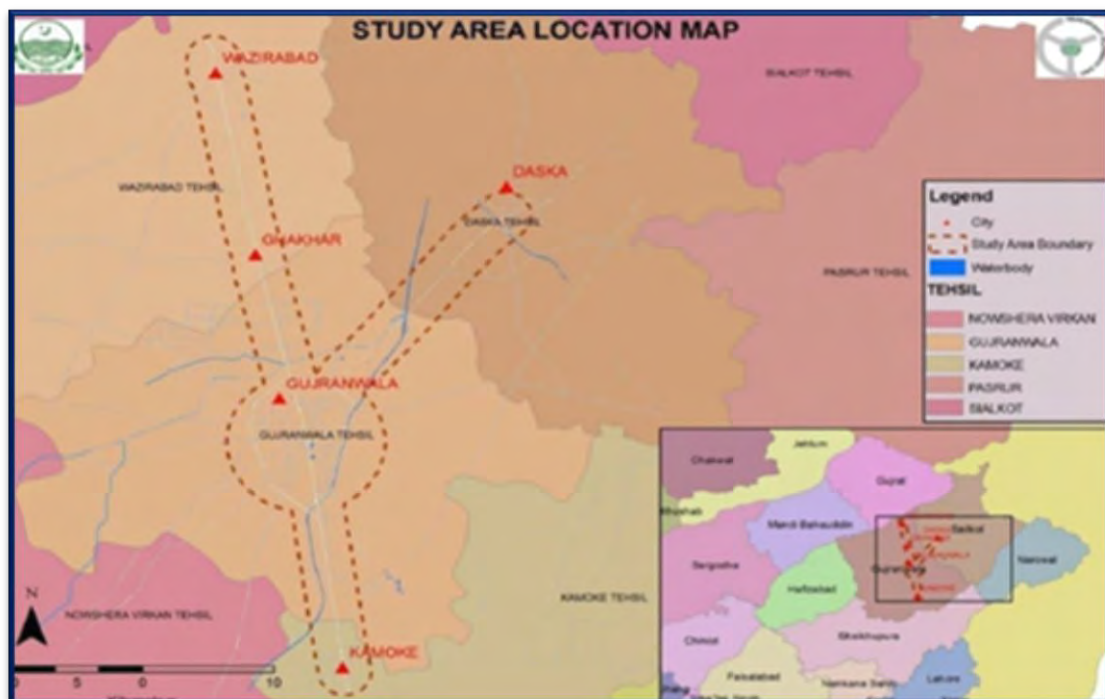 STUDY AREA LOCATION MAP
WAZIRABAD
SIALKOT TEHSIL
WAZIRABAD TEHSIL
DASKA
DASKA TEHSIL
GHAKHAR
PASRUR TEHSIL
GUJRANWALA
GUJRANWALA TEHSIL
NOWSHERA VIRKAN TEHSIL
KAMOKE TEHSIL
KAMOKE
N
5
0
10
Legend
City
Study Area Boundary
Waterbody
TEHSIL
NOWSHERA VIRKAN
GUJRANWALA
KAMOKE
PASRUR
SIALKOT
Chakwal
Jehlum
Gujrat
Khushab
Mandi Bahauddin
Sialkot
Sargodha
Hafizabad
Narowal
Sheikhupura
Chiniot
Faisalabad
Nankana Sahib
Lahore